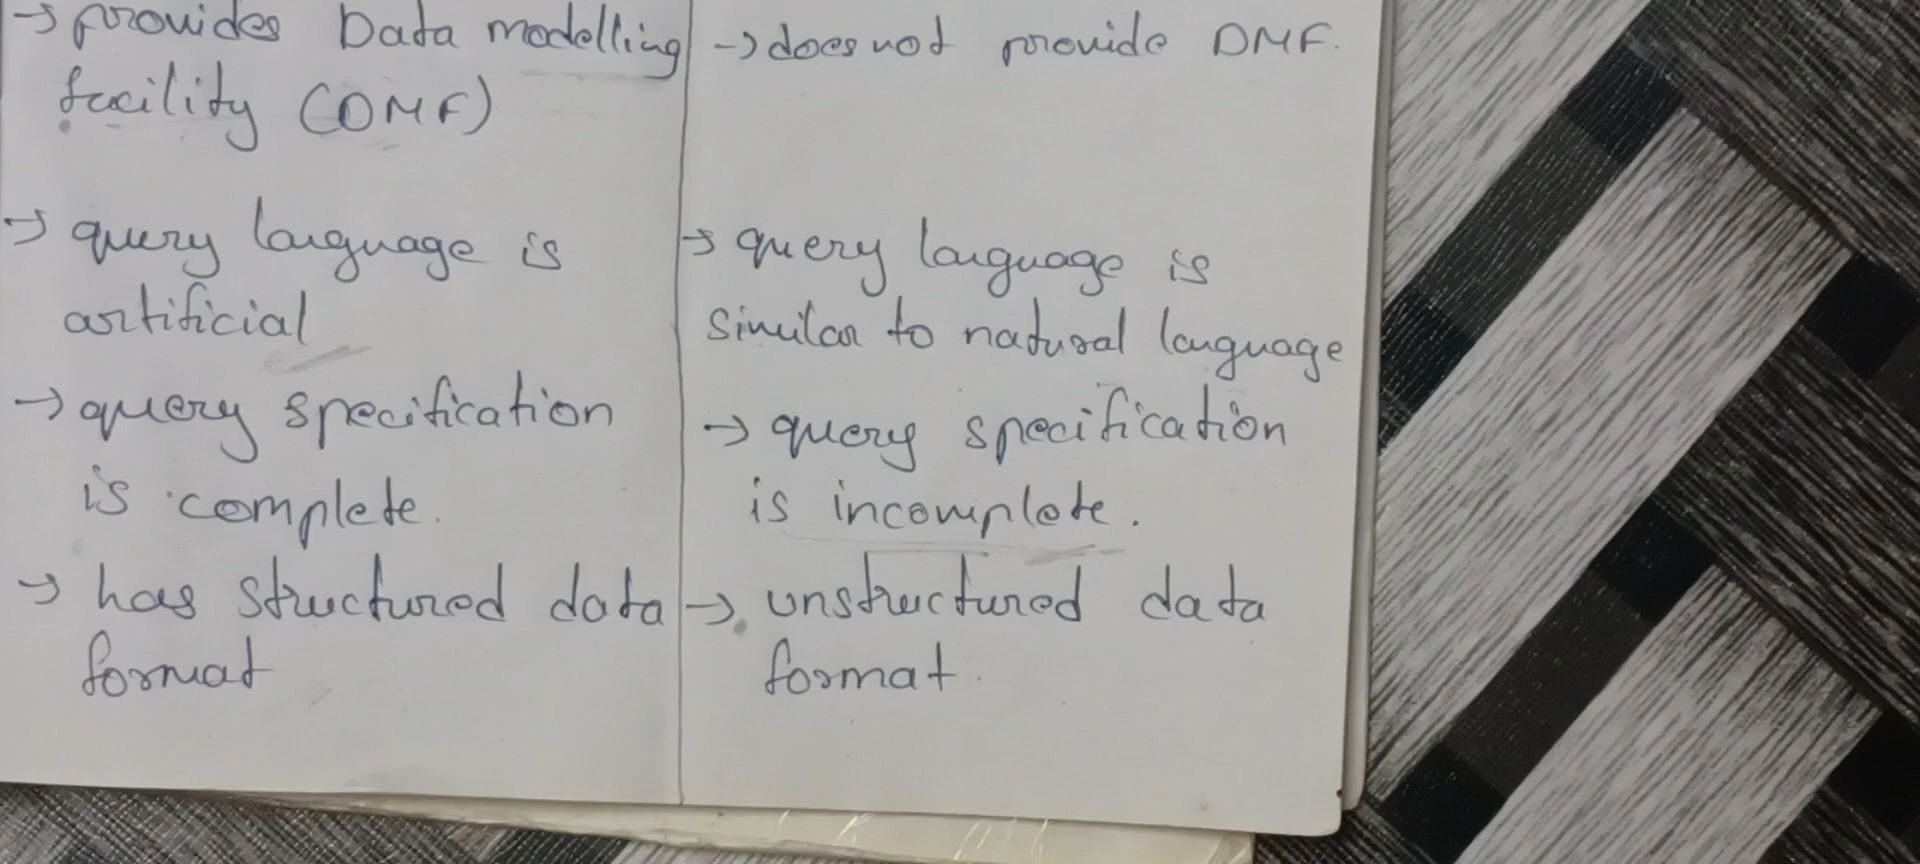 → provides Data modelling
facility (DMF)
→ query language is
artificial
→ query specification
is complete.
→ has structured data
format
→ does not provide DMF.
→ query language is
similar to natural language
→ query specification
is incomplete.
→ unstructured data
format.